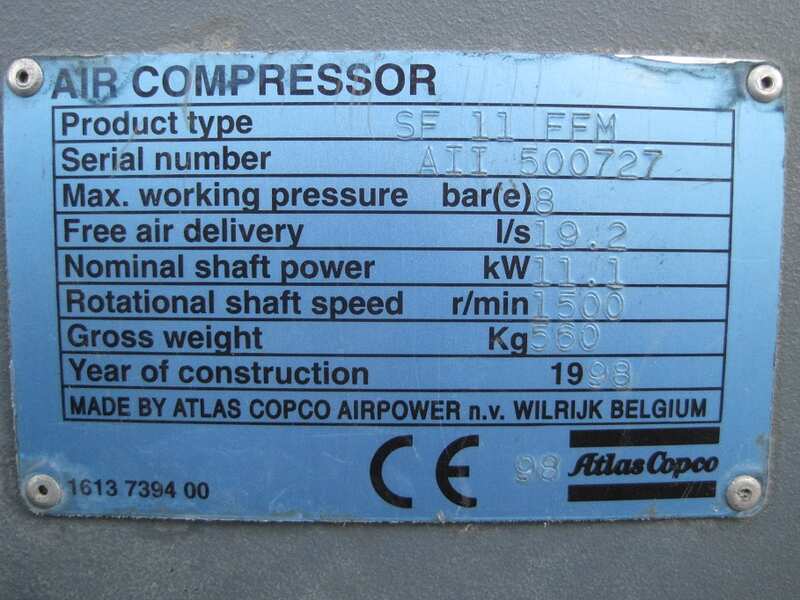 AIR COMPRESSOR
Product type SF 11 FFM
Serial number AII 500727
Max. working pressure bar(e) 8
Free air delivery l/s 19.2
Nominal shaft power kW 11.1
Rotational shaft speed r/min 1500
Gross weight Kg 560
Year of construction 1998
MADE BY ATLAS COPCO AIRPOWER n.v. WILRIJK BELGIUM
1613 7394 00 CE 98 Atlas Copco